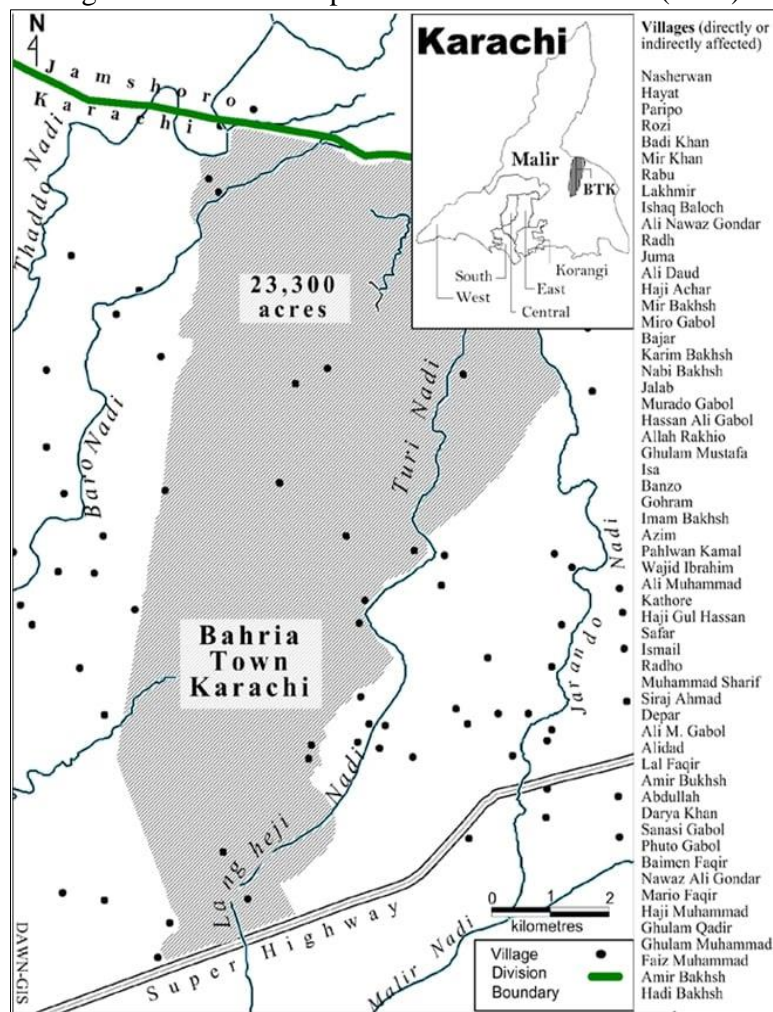 N
Jamshoro
Karachi
Thaddo Nadi
23,300
acres
Baro Nadi
Turi Nadi
Bahria
Town
Karachi
Langheji Nadi
Jarando Nadi
Super Highway
Malir Nadi
0 1 2
kilometres
Village
Division
Boundary
DAWN-GIS
Karachi
Malir
BTK
South
West
Korangi
East
Central
Villages (directly or
indirectly affected)
Nasherwan
Hayat
Paripo
Rozi
Badi Khan
Mir Khan
Rabu
Lakhmir
Ishaq Baloch
Ali Nawaz Gondar
Radh
Juma
Ali Daud
Haji Achar
Mir Bakhsh
Miro Gabol
Bajar
Karim Bakhsh
Nabi Bakhsh
Jalab
Murado Gabol
Hassan Ali Gabol
Allah Rakhio
Ghulam Mustafa
Isa
Banzo
Gohram
Imam Bakhsh
Azim
Pahlwan Kamal
Wajid Ibrahim
Ali Muhammad
Kathore
Haji Gul Hassan
Safar
Ismail
Radho
Muhammad Sharif
Siraj Ahmad
Depar
Ali M. Gabol
Alidad
Lal Faqir
Amir Bukhsh
Abdullah
Darya Khan
Sanasi Gabol
Phuto Gabol
Baimen Faqir
Nawaz Ali Gondar
Mario Faqir
Haji Muhammad
Ghulam Qadir
Ghulam Muhammad
Faiz Muhammad
Amir Bakhsh
Hadi Bakhsh